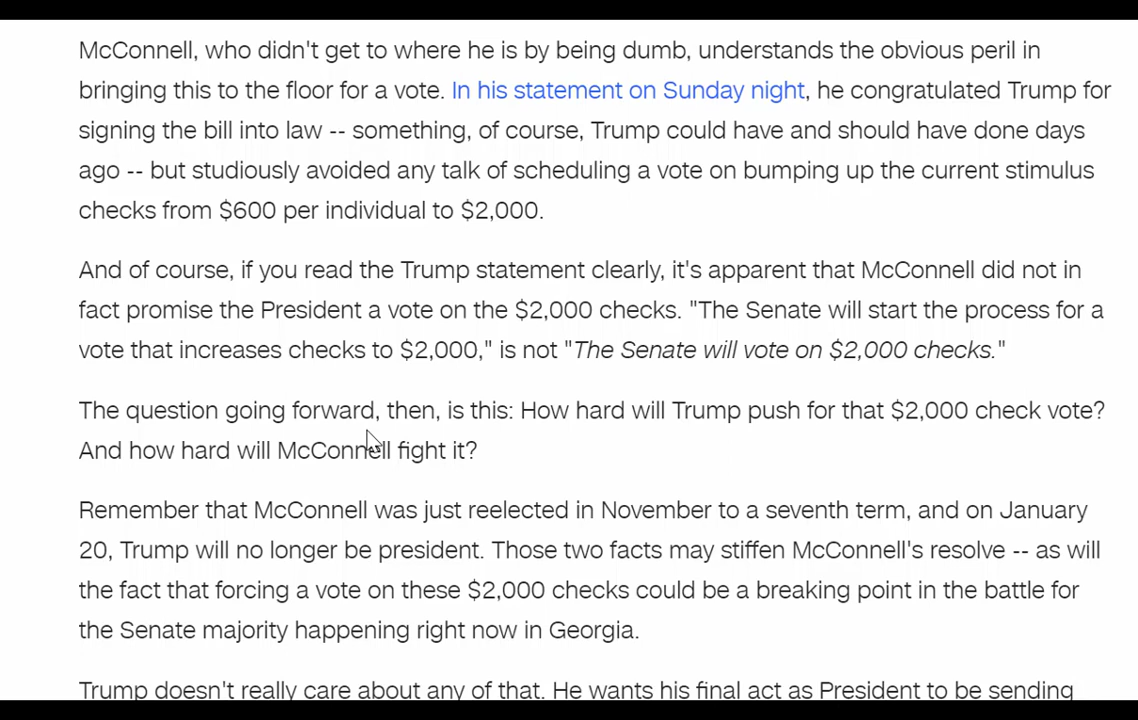 McConnell, who didn't get to where he is by being dumb, understands the obvious peril in
bringing this to the floor for a vote. In his statement on Sunday night, he congratulated Trump for
signing the bill into law -- something, of course, Trump could have and should have done days
ago -- but studiously avoided any talk of scheduling a vote on bumping up the current stimulus
checks from $600 per individual to $2,000.
And of course, if you read the Trump statement clearly, it's apparent that McConnell did not in
fact promise the President a vote on the $2,000 checks. "The Senate will start the process for a
vote that increases checks to $2,000," is not "The Senate will vote on $2,000 checks."
The question going forward, then, is this: How hard will Trump push for that $2,000 check vote?
And how hard will McConnell fight it?
Remember that McConnell was just reelected in November to a seventh term, and on January
20, Trump will no longer be president. Those two facts may stiffen McConnell's resolve -- as will
the fact that forcing a vote on these $2,000 checks could be a breaking point in the battle for
the Senate majority happening right now in Georgia.
Trump doesn't really care about any of that. He wants his final act as President to be sending